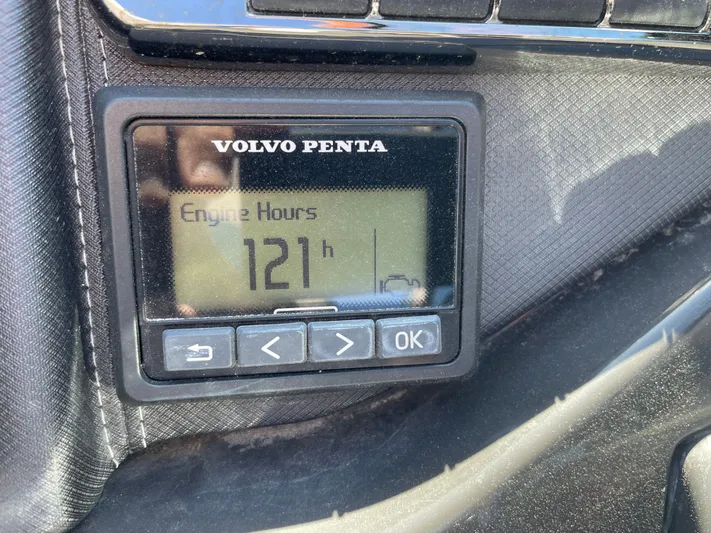 VOLVO PENTA
Engine Hours
121 h
< > OK